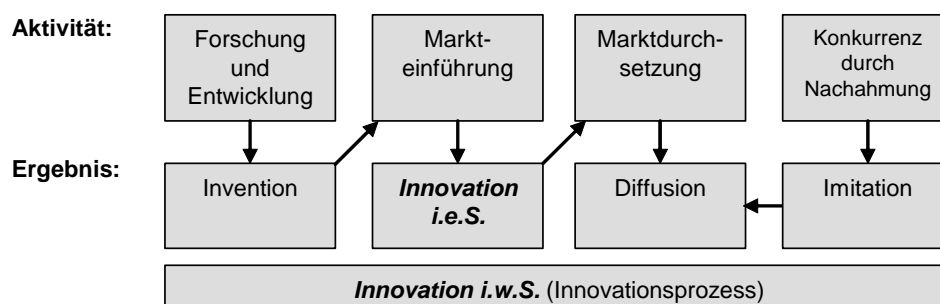 Aktivität:
Forschung
und
Entwicklung
Markt-
einführung
Marktdurch-
setzung
Konkurrenz
durch
Nachahmung
Ergebnis:
Invention
Innovation
i.e.S.
Diffusion
Imitation
Innovation i.w.S. (Innovationsprozess)